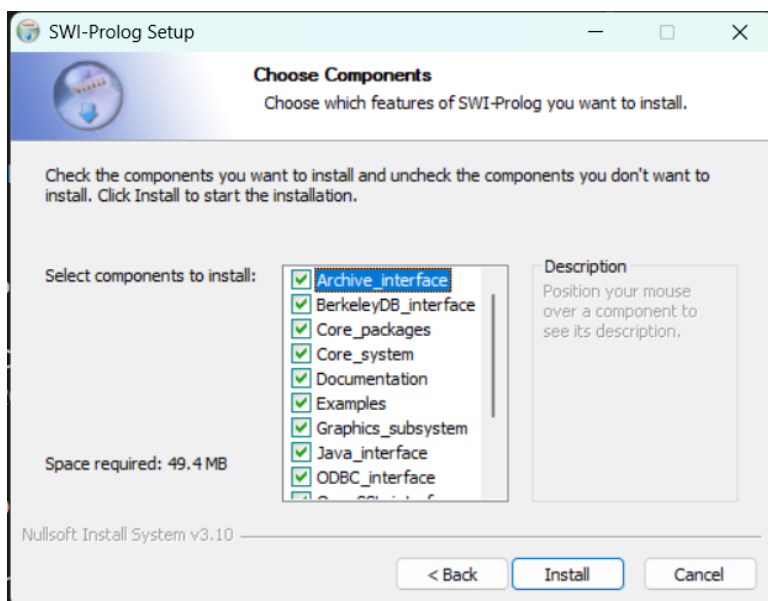 SWI-Prolog Setup
Choose Components
Choose which features of SWI-Prolog you want to install.
Check the components you want to install and uncheck the components you don't want to
install. Click Install to start the installation.
Select components to install:
Archive_interface
BerkeleyDB_interface
Core_packages
Core_system
Documentation
Examples
Graphics_subsystem
Java_interface
ODBC_interface
Description
Position your mouse
over a component to
see its description.
Space required: 49.4 MB
Nullsoft Install System v3.10
< Back
Install
Cancel